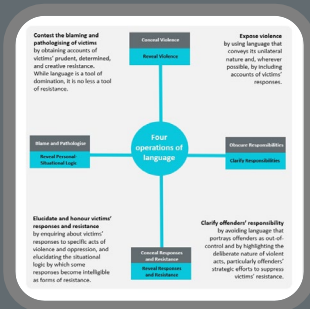 Contest the blaming and
pathologising of victims
by obtaining accounts of
victims' prudent, determined,
and creative resistance.
While language is a tool of
domination, it is no less a tool
of resistance.
Conceal Violence
Reveal Violence
Expose violence
by using language that
conveys its unilateral
nature and, wherever
possible, by including
accounts of victims'
responses.
Blame and Pathologise
Reveal Personal-
Situational Logic
Four
operations of
language
Obscure Responsibilities
Clarify Responsibilities
Elucidate and honour victims'
responses and resistance
by enquiring about victims'
responses to specific acts of
violence and oppression, and
elucidating the situational
logic by which some
responses become intelligible
as forms of resistance.
Conceal Responses
and Resistance
Reveal Responses
and Resistance
Clarify offenders' responsibility
by avoiding language that
portrays offenders as out-of-
control and by highlighting the
deliberate nature of violent
acts, particularly offenders'
strategic efforts to suppress
victims' resistance.